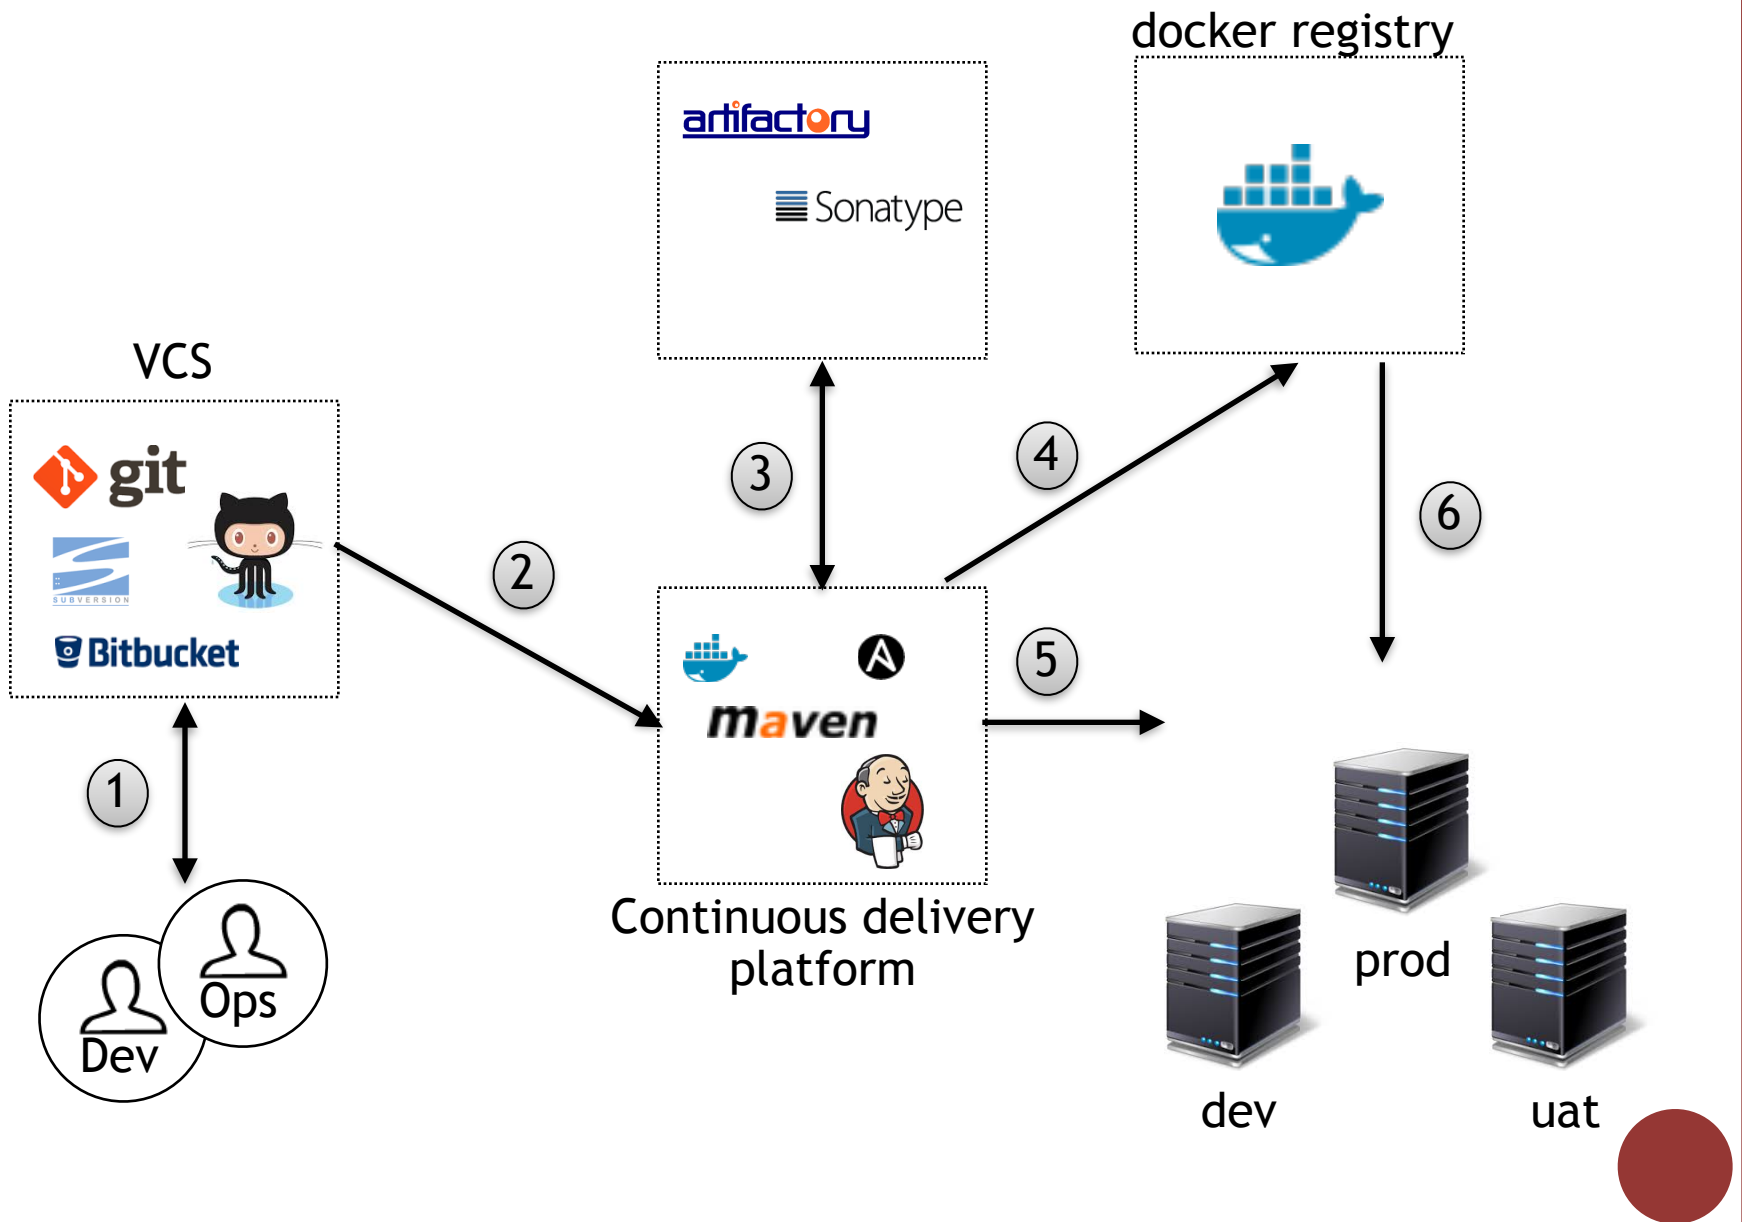 docker registry
artifactory
Sonatype
VCS
git
SUBVERSION
Bitbucket
1
2
3
4
5
6
maven
Continuous delivery
platform
Ops
Dev
prod
dev
uat